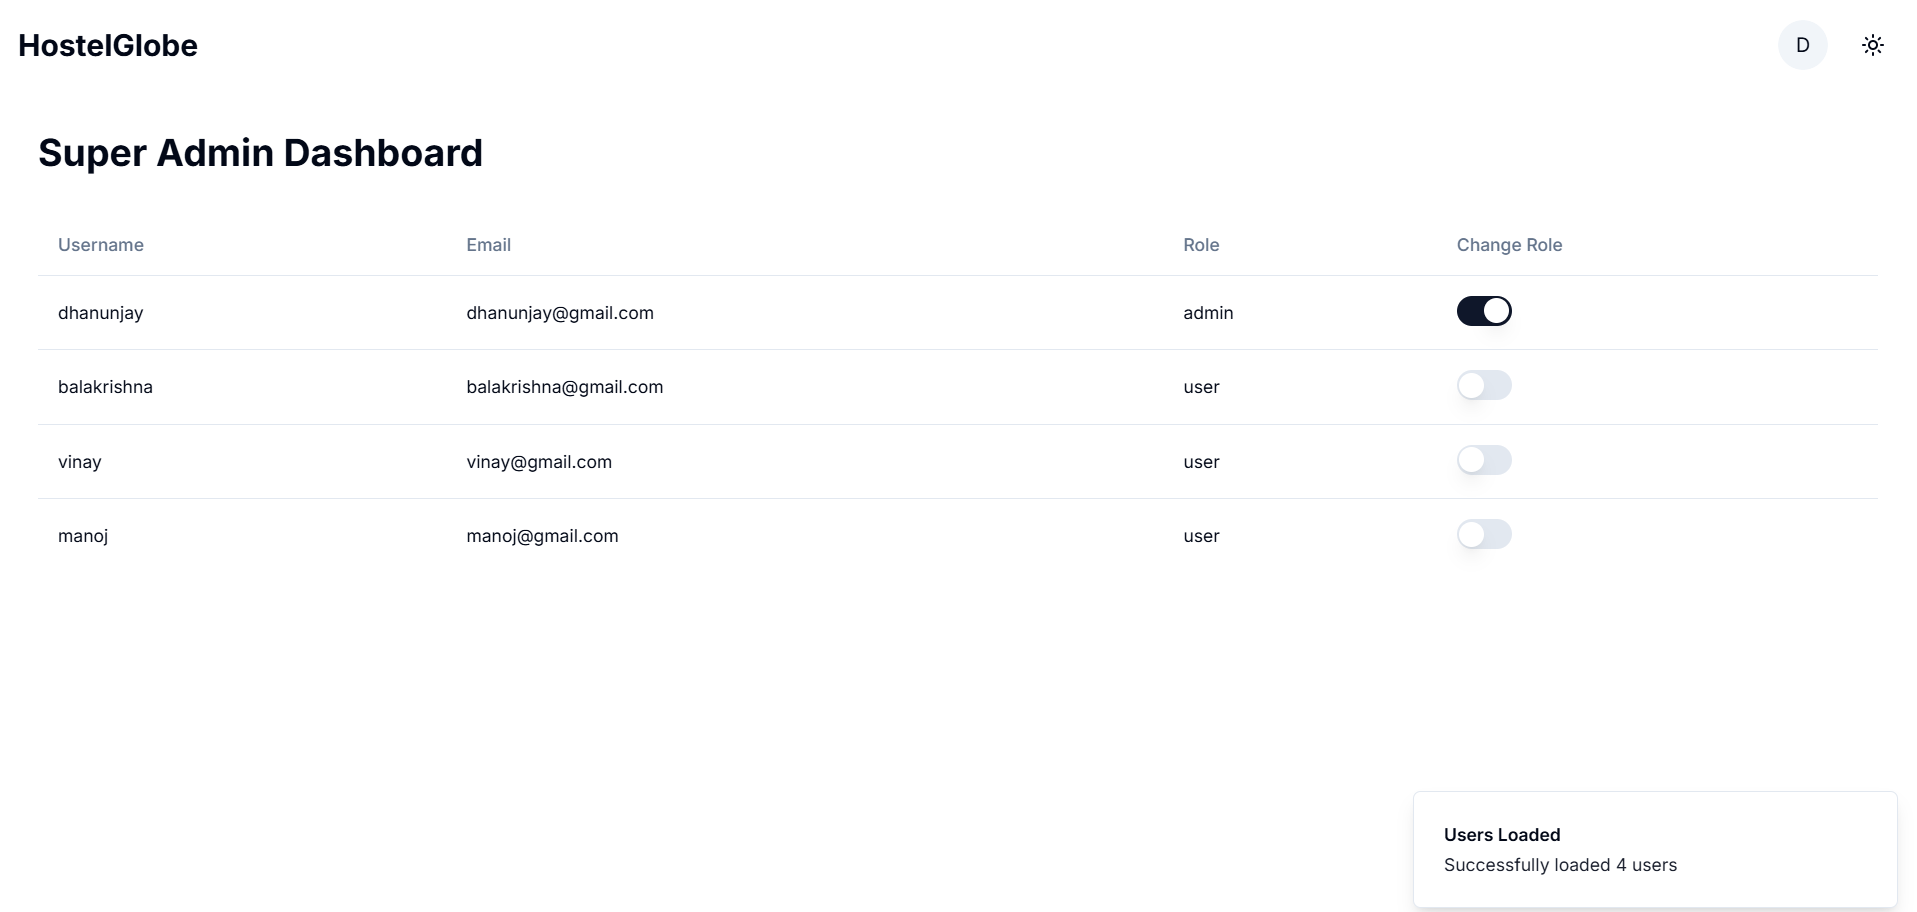 HostelGlobe
D
Super Admin Dashboard
Username Email Role Change Role
dhanunjay dhanunjay@gmail.com admin
balakrishna balakrishna@gmail.com user
vinay vinay@gmail.com user
manoj manoj@gmail.com user
Users Loaded
Successfully loaded 4 users